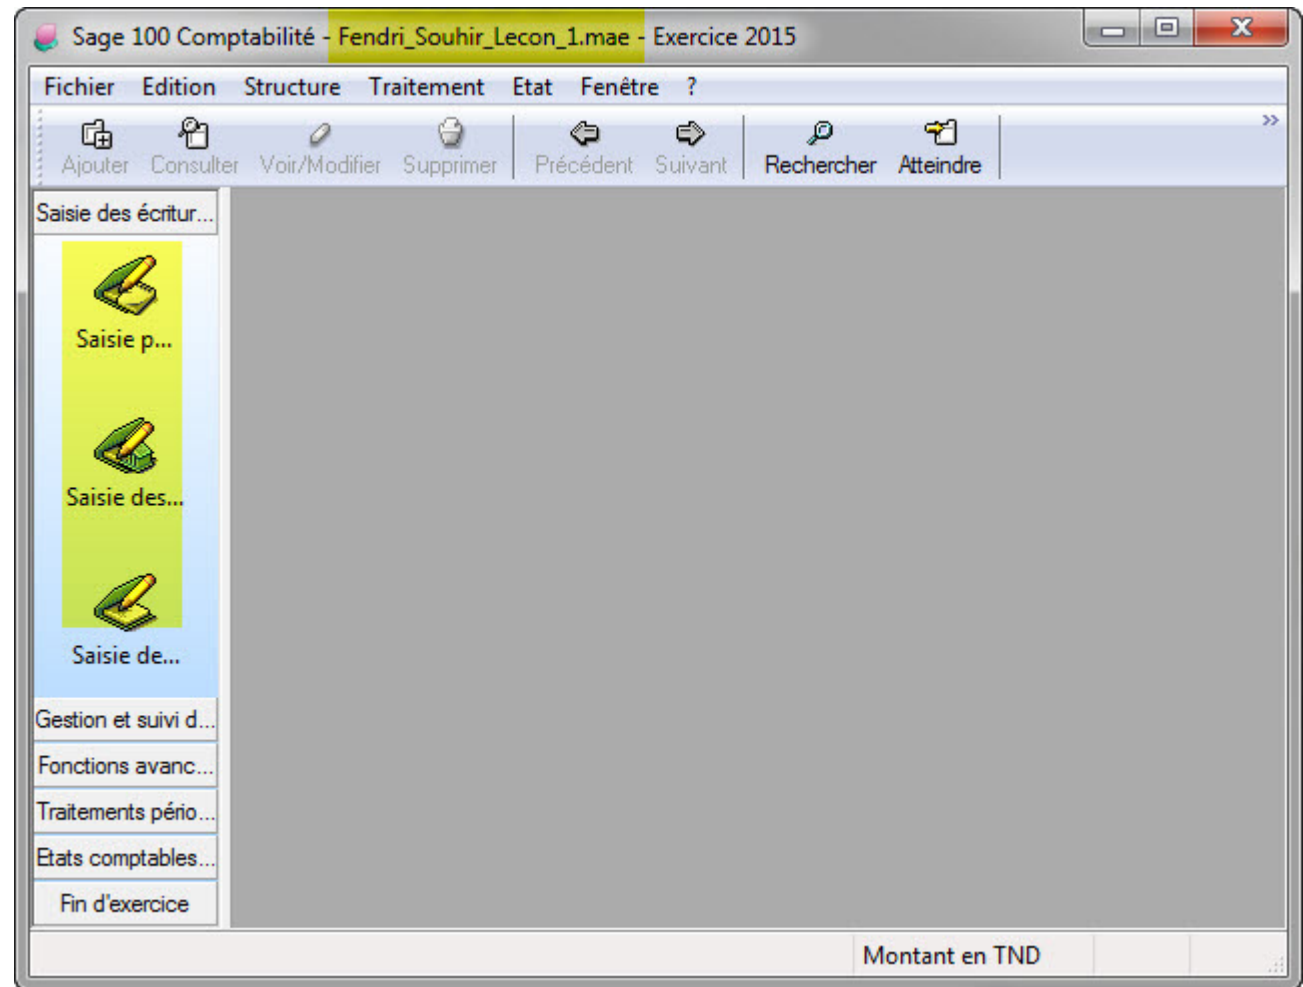 Sage 100 Comptabilité - Fendri_Souhir_Lecon_1.mae - Exercice 2015
Fichier Edition Structure Traitement Etat Fenêtre ?
Ajouter Consulter Voir/Modifier Supprimer Précédent Suivant Rechercher Atteindre
Saisie des écritur...
Saisie p...
Saisie des...
Saisie de...
Gestion et suivi d...
Fonctions avanc...
Traitements pério...
Etats comptables...
Fin d'exercice
Montant en TND